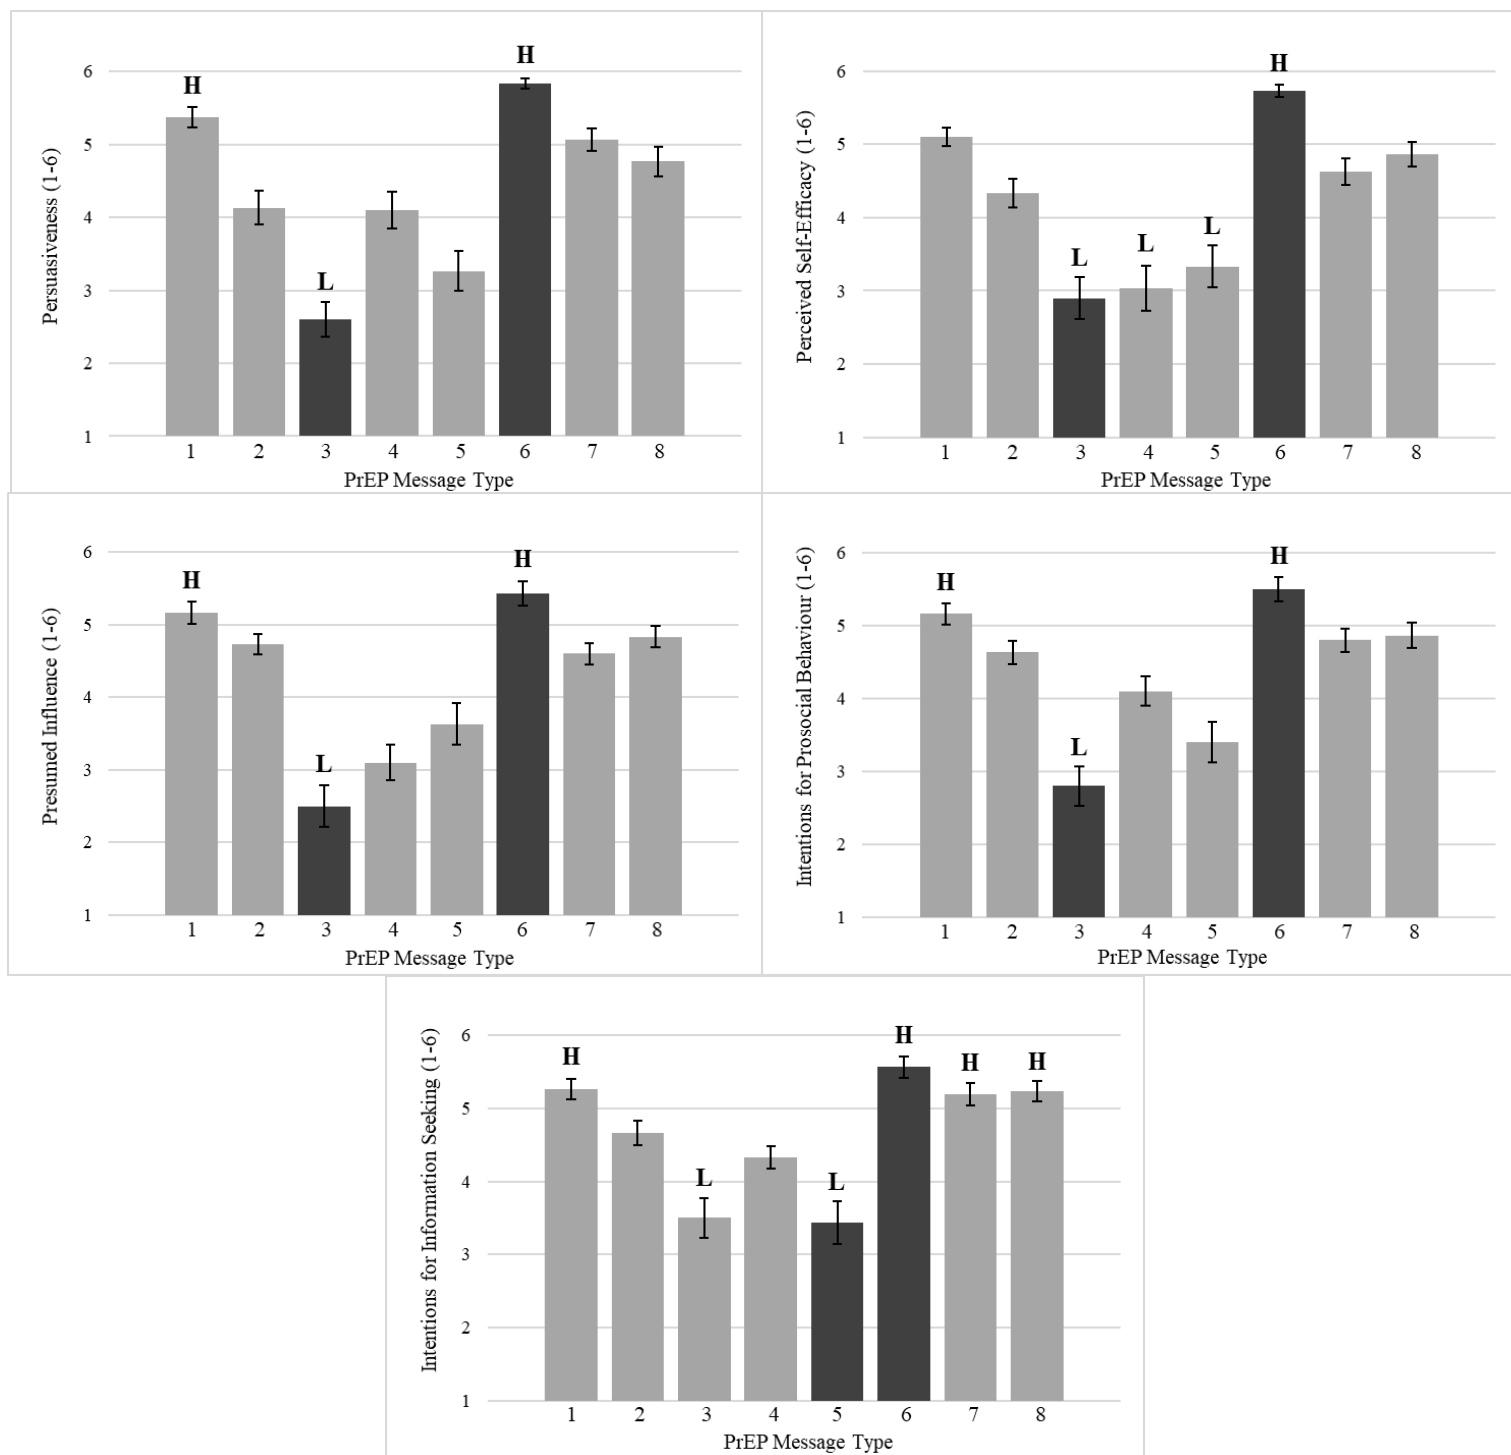 Persuasiveness (1-6)
6
5
4
3
2
1
H
L
H
1 2 3 4 5 6 7 8
PrEP Message Type
Perceived Self-Efficacy (1-6)
6
5
4
3
2
1
L
L
L
H
1 2 3 4 5 6 7 8
PrEP Message Type
Presumed Influence (1-6)
6
5
4
3
2
1
H
L
H
1 2 3 4 5 6 7 8
PrEP Message Type
Intentions for Prosocial Behaviour (1-6)
6
5
4
3
2
1
H
L
H
1 2 3 4 5 6 7 8
PrEP Message Type
Intentions for Information Seeking (1-6)
6
5
4
3
2
1
H
L
L
H
H
H
1 2 3 4 5 6 7 8
PrEP Message Type